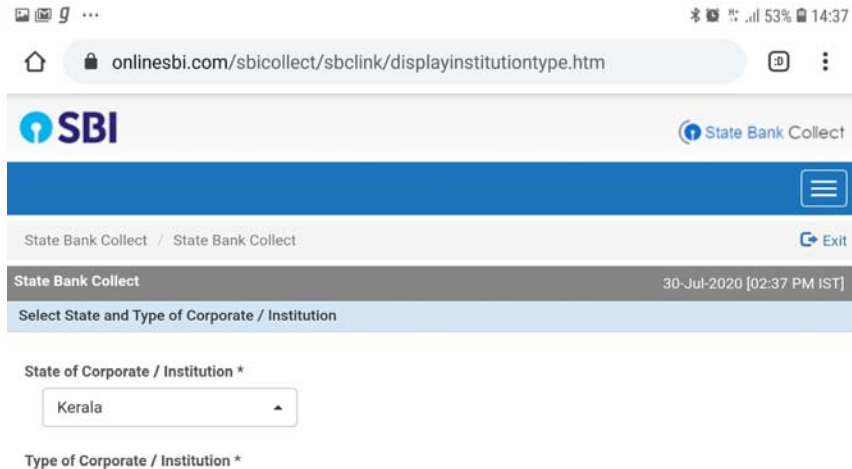 g ... 53% 14:37
onlinesbi.com/sbicollect/sbclink/displayinstitutiontype.htm :D
SBI State Bank Collect
State Bank Collect / State Bank Collect Exit
State Bank Collect 30-Jul-2020 [02:37 PM IST]
Select State and Type of Corporate / Institution
State of Corporate / Institution *
Kerala
Type of Corporate / Institution *